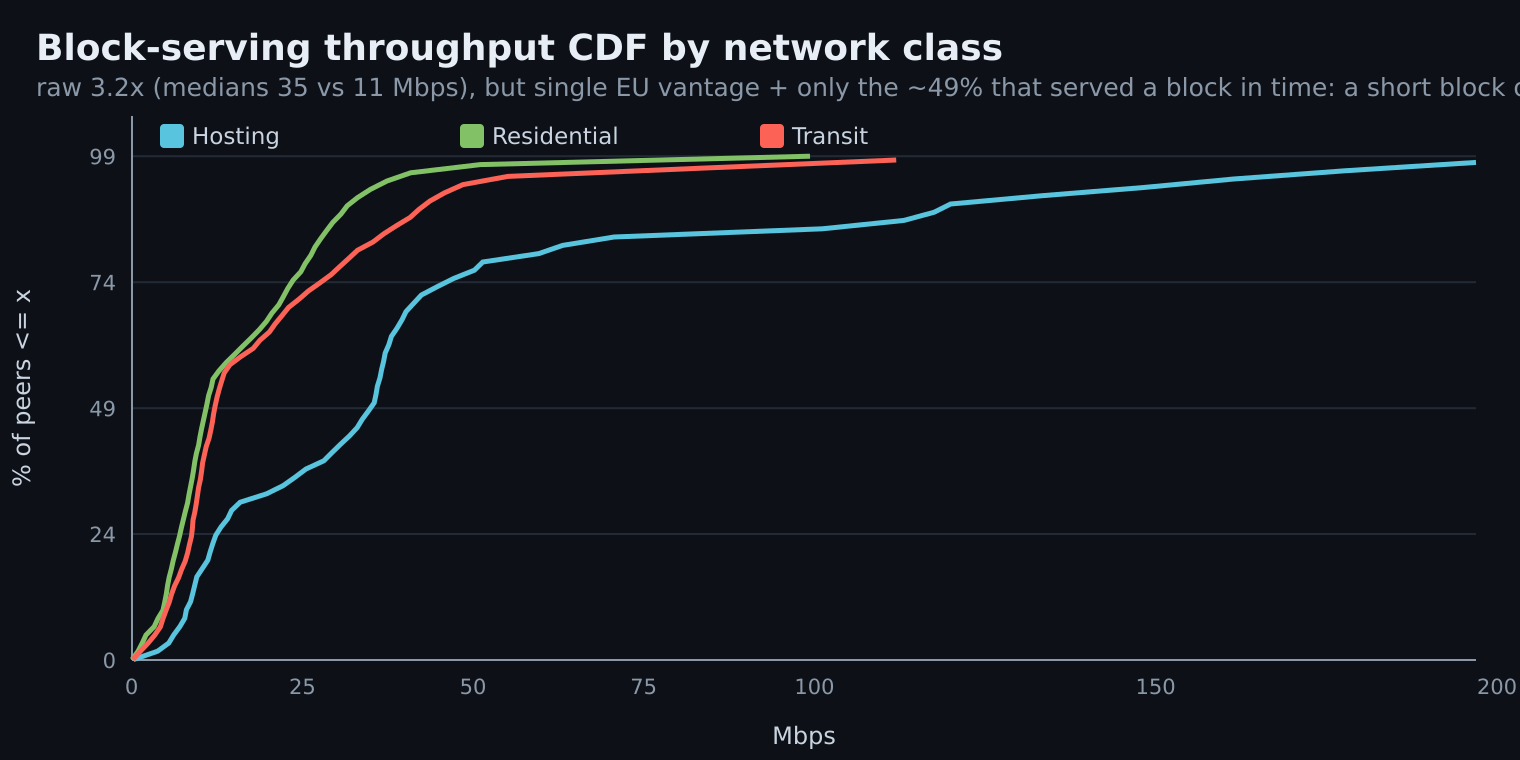 Block-serving throughput CDF by network class
raw 3.2x (medians 35 vs 11 Mbps), but single EU vantage + only the ~49% that served a block in time: a short block
Hosting
Residential
Transit
99
74
49
24
0
% of peers <= x
0 25 50 75 100 150 200
Mbps